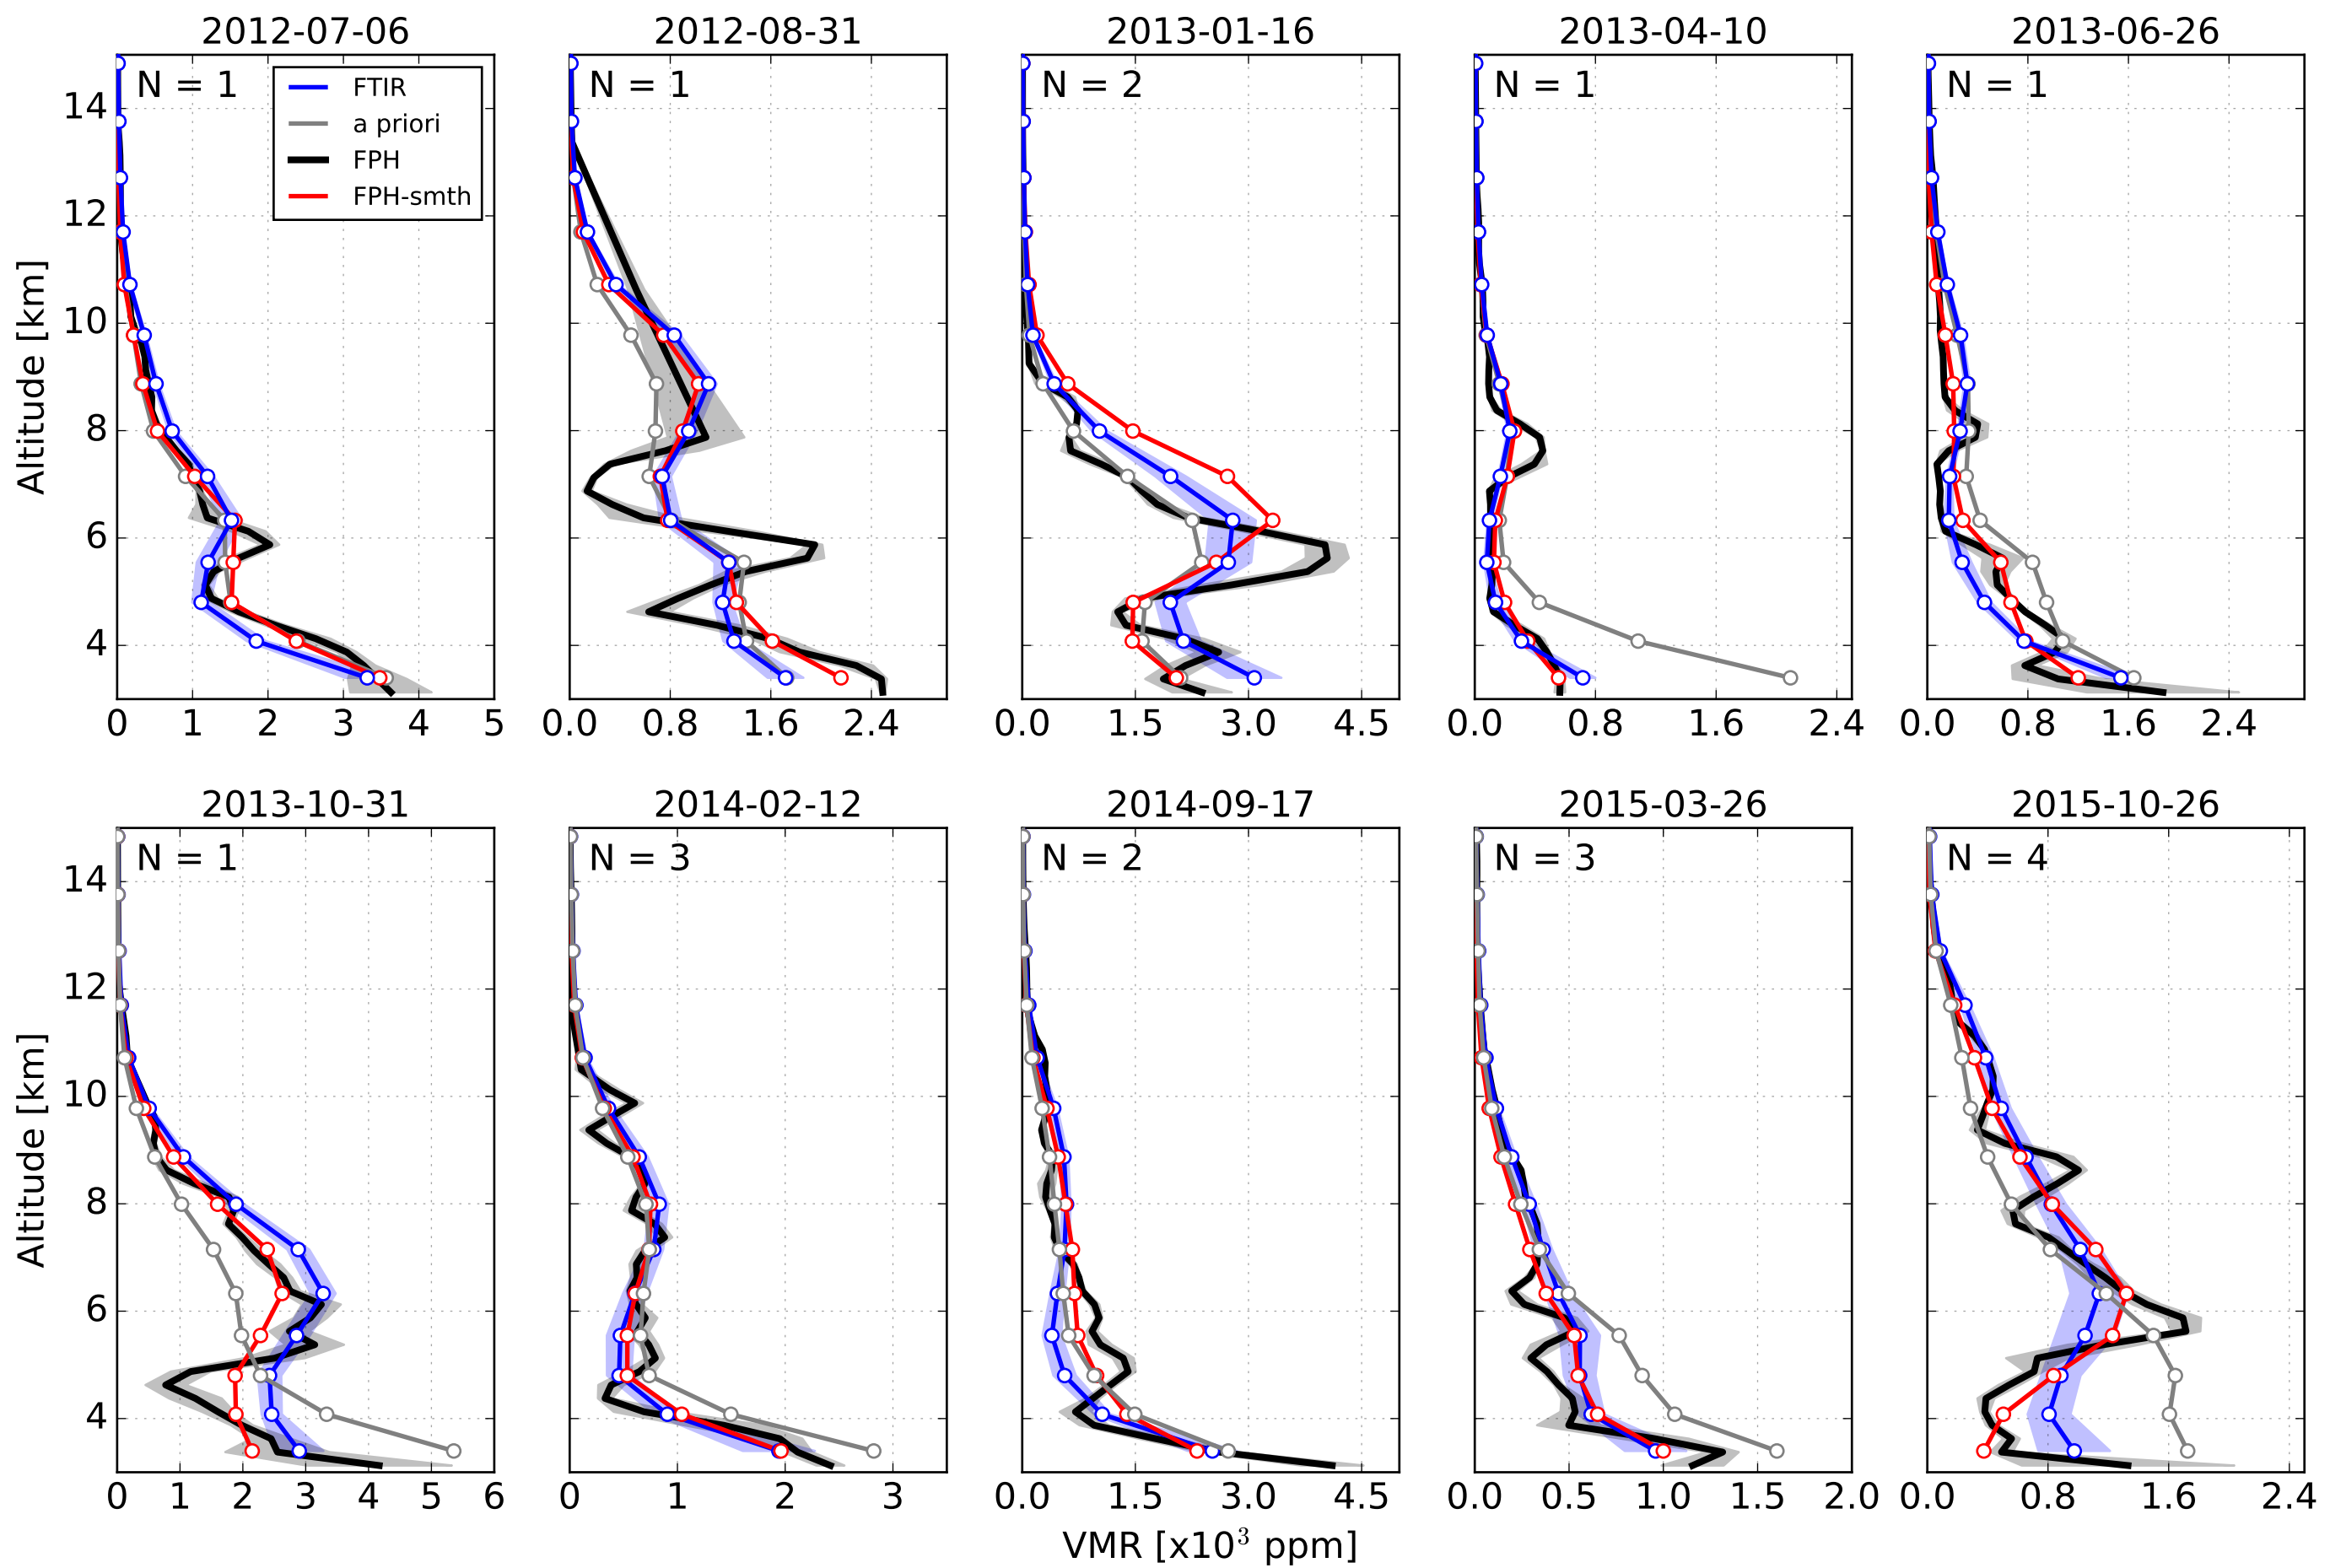 2012-07-06 2012-08-31 2013-01-16 2013-04-10 2013-06-26
N = 1 N = 1 N = 2 N = 1 N = 1
FTIR
a priori
FPH
FPH-smth
Altitude [km]
14
12
10
8
6
4
0 1 2 3 4 5 0.0 0.8 1.6 2.4 1.5 3.0 4.5 0.0 0.8 1.6 2.4 0.0 0.8 1.6 2.4
2013-10-31 2014-02-12 2014-09-17 2015-03-26 2015-10-26
N = 1 N = 3 N = 2 N = 3 N = 4
Altitude [km]
14
12
10
8
6
4
0 1 2 3 4 5 6 0 1 2 3 0.0 1.5 3.0 4.5 0.0 0.5 1.0 1.5 2.0 0.0 0.8 1.6 2.4
VMR [x10³ ppm]